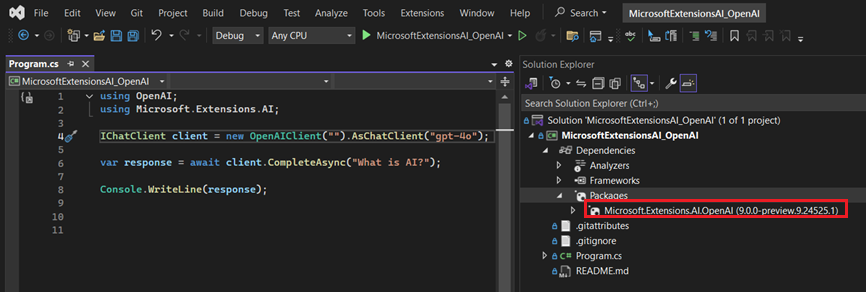 File Edit View Git Project Build Debug Test Analyze Tools Extensions Window Help Search MicrosoftExtensionsAI_OpenAI
Debug Any CPU MicrosoftExtensionsAI_OpenAI
Program.cs
MicrosoftExtensionsAI_OpenAI
1 using OpenAI;
2 using Microsoft.Extensions.AI;
3
4 IChatClient client = new OpenAIClient("").AsChatClient("gpt-4o");
5
6 var response = await client.CompleteAsync("What is AI?");
7
8 Console.WriteLine(response);
9
10
11
Solution Explorer
Search Solution Explorer (Ctrl+;)
Solution 'MicrosoftExtensionsAI_OpenAI' (1 of 1 project)
MicrosoftExtensionsAI_OpenAI
Dependencies
Analyzers
Frameworks
Packages
Microsoft.Extensions.AI.OpenAI (9.0.0-preview.9.24525.1)
.gitattributes
.gitignore
C# Program.cs
README.md